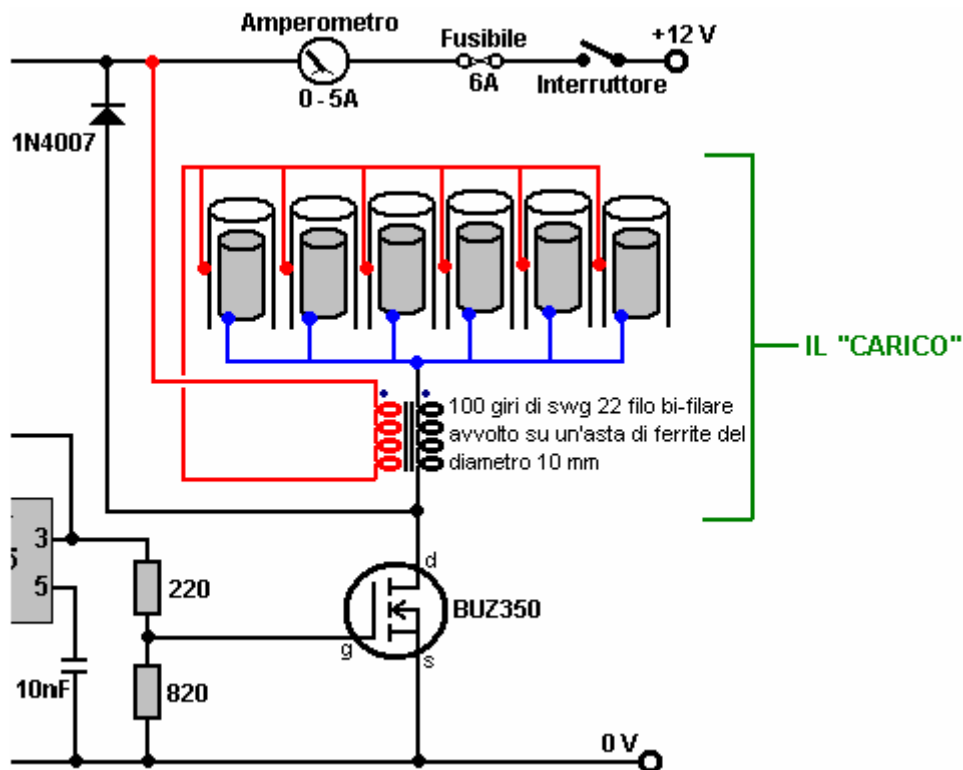 Amperometro
0 - 5A
Fusibile
6A
+12 V
Interruttore
1N4007
IL "CARICO"
100 giri di swg 22 filo bi-filare
avvolto su un'asta di ferrite del
diametro 10 mm
3
5
220
820
10nF
d
g
s
BUZ350
0 V